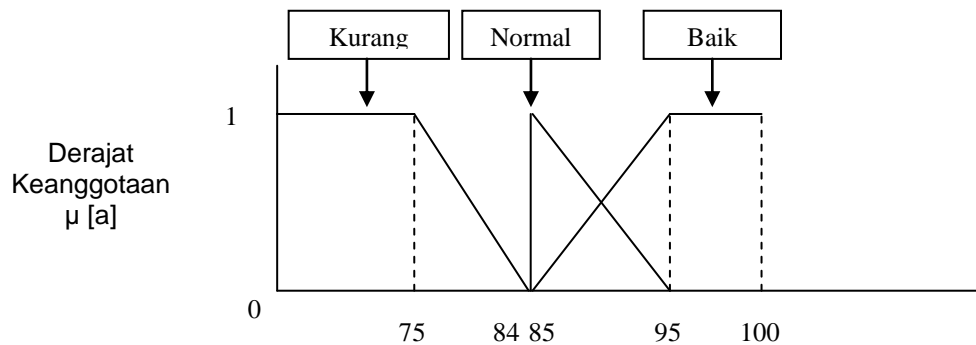 Kurang
Normal
Baik
1
Derajat
Keanggotaan
µ [a]
0
75
84 85
95
100